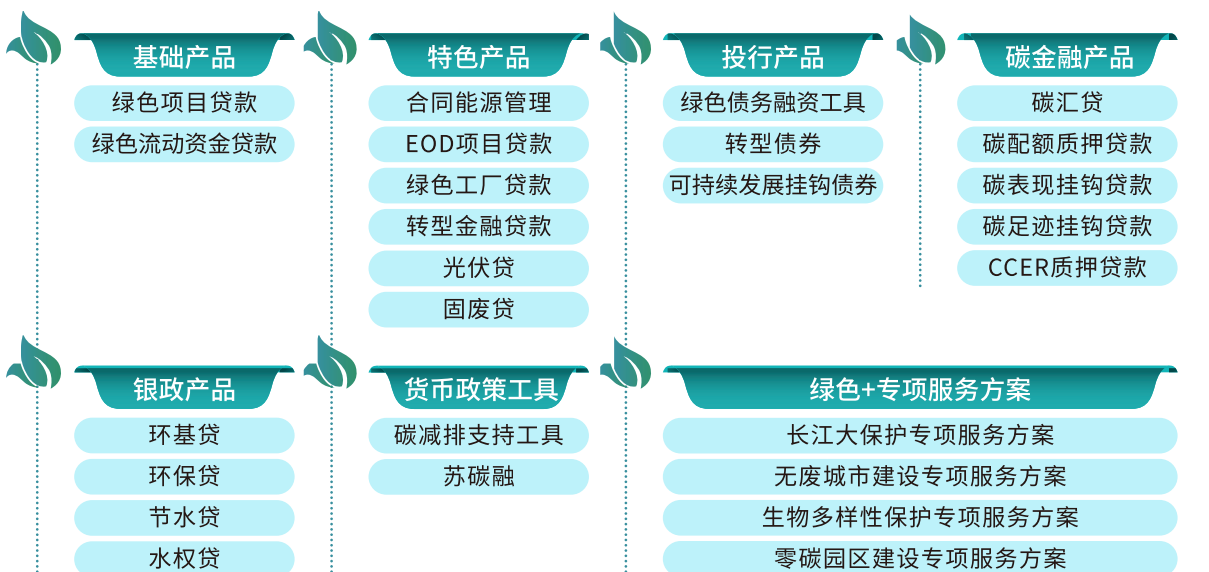 基础产品
绿色项目贷款
绿色流动资金贷款
特色产品
合同能源管理
EOD项目贷款
绿色工厂贷款
转型金融贷款
光伏贷
固废贷
投行产品
绿色债务融资工具
转型债券
可持续发展挂钩债券
碳金融产品
碳汇贷
碳配额质押贷款
碳表现挂钩贷款
碳足迹挂钩贷款
CCER质押贷款
银政产品
环基贷
环保贷
节水贷
水权贷
货币政策工具
碳减排支持工具
苏碳融
绿色+专项服务方案
长江大保护专项服务方案
无废城市建设专项服务方案
生物多样性保护专项服务方案
零碳园区建设专项服务方案